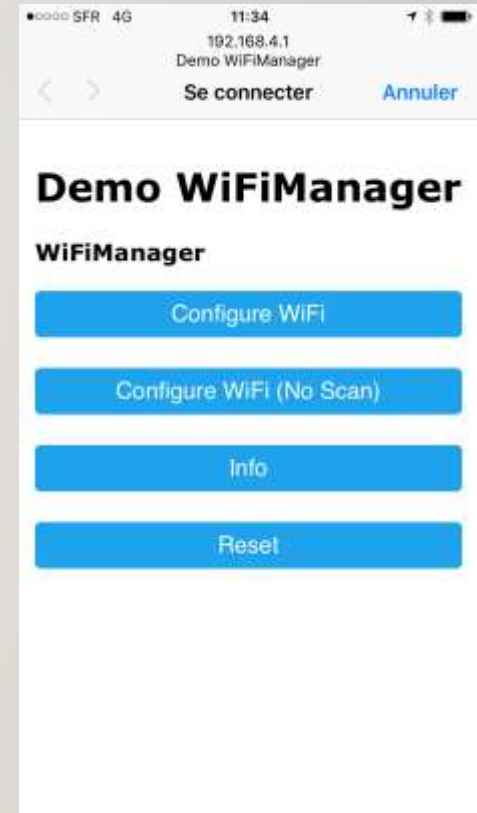 SFR 4G 11:34
192.168.4.1
Demo WiFiManager
Se connecter Annuler
Demo WiFiManager
WiFiManager
Configure WiFi
Configure WiFi (No Scan)
Info
Reset